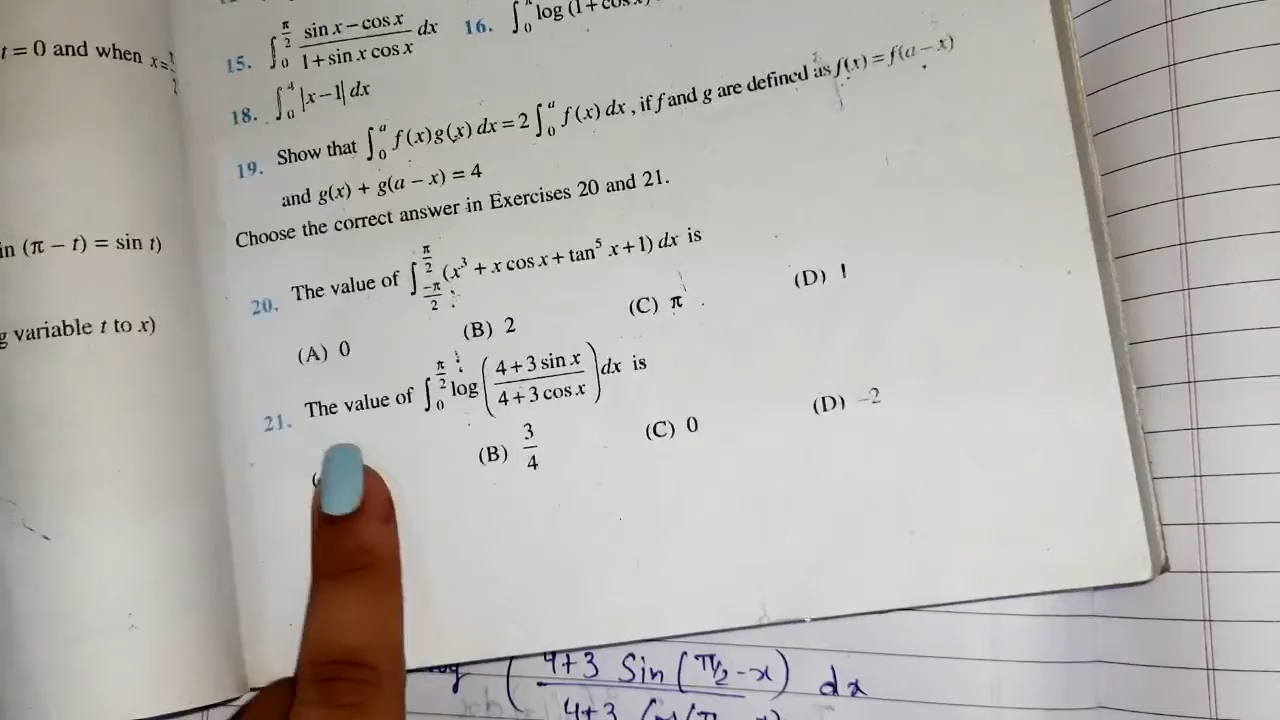 t = 0 and when x =
in (π − t) = sin t)
g variable t to x)
15. ∫₀^{π/2} (sin x − cos x)/(1 + sin x cos x) dx 16. ∫₀^π log (1 + cos x)
18. ∫₀⁴ |x − 1| dx
19. Show that ∫₀ᵃ f(x) g(x) dx = 2 ∫₀ᵃ f(x) dx, if f and g are defined as f(x) = f(a − x)
and g(x) + g(a − x) = 4
Choose the correct answer in Exercises 20 and 21.
20. The value of ∫_{−π/2}^{π/2} (x³ + x cos x + tan⁵ x + 1) dx is
(A) 0 (B) 2 (C) π (D) 1
21. The value of ∫₀^{π/2} log ((4 + 3 sin x)/(4 + 3 cos x)) dx is
(B) 3/4 (C) 0 (D) −2
(4+3 Sin (π/2 − x) dx
4+3 Cos(π